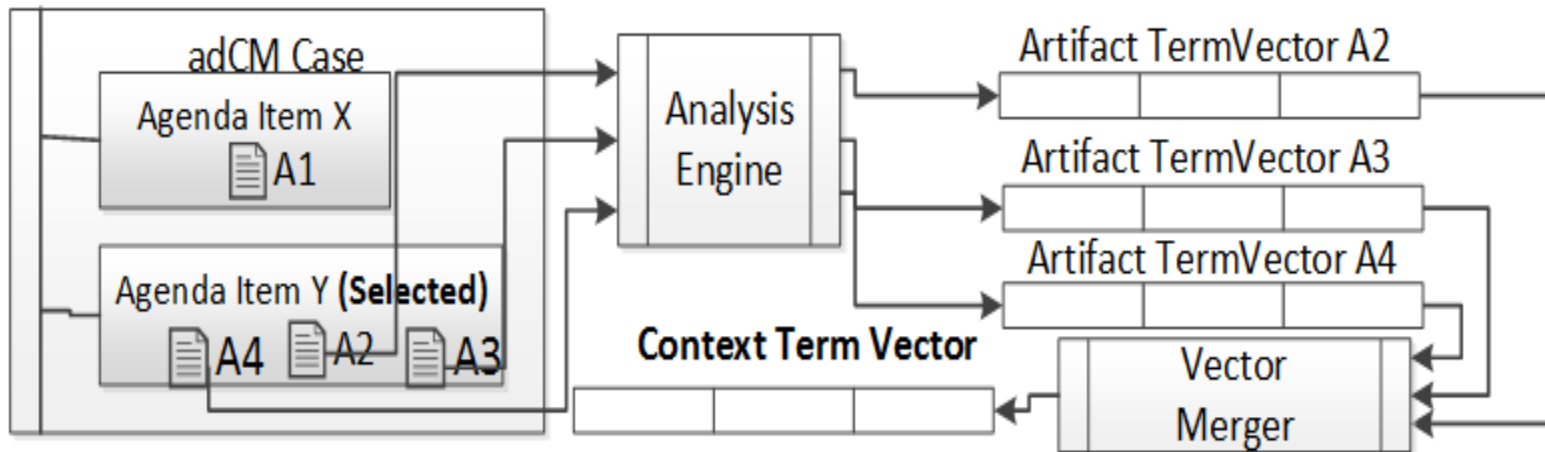 adCM Case
Agenda Item X
A1
Agenda Item Y (Selected)
A4
A2
A3
Analysis
Engine
Artifact TermVector A2
Artifact TermVector A3
Artifact TermVector A4
Vector
Merger
Context Term Vector